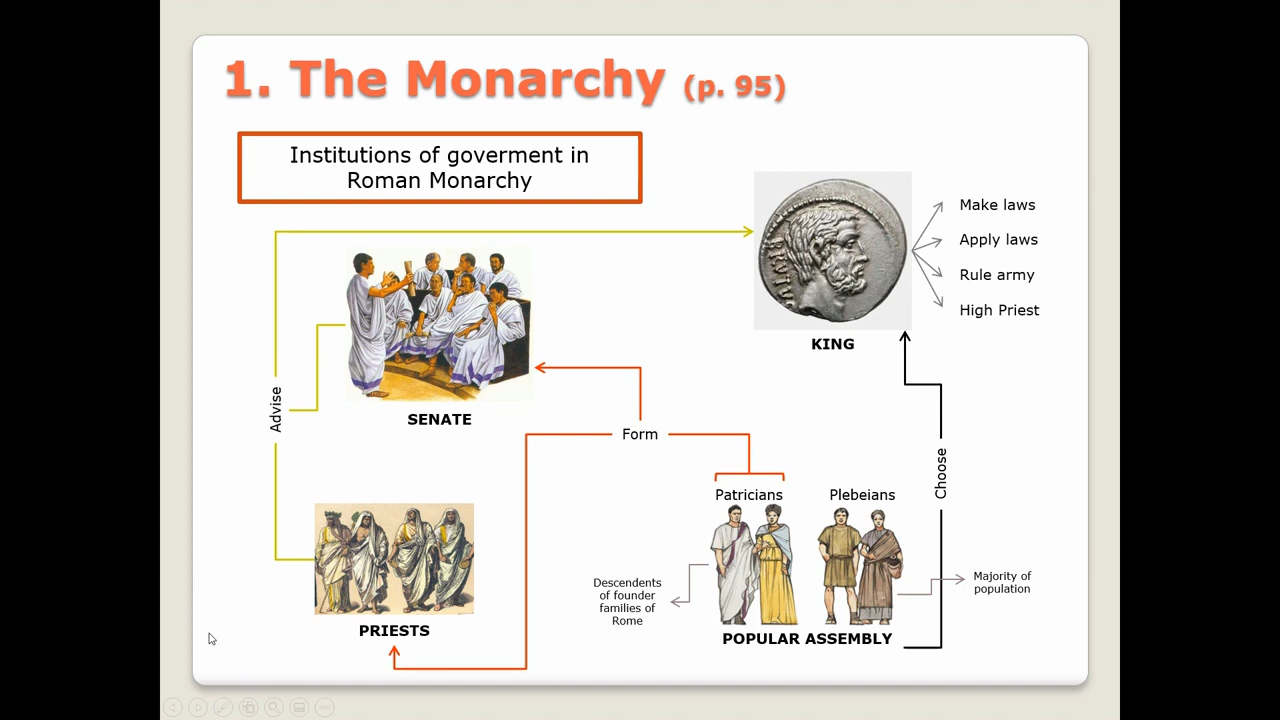 1. The Monarchy (p. 95)
Institutions of goverment in
Roman Monarchy
Make laws
Apply laws
Rule army
High Priest
BRVTVS
KING
Advise
SENATE
Form
Choose
Patricians
Plebeians
Descendents
of founder
families of
Rome
Majority of
population
PRIESTS
POPULAR ASSEMBLY